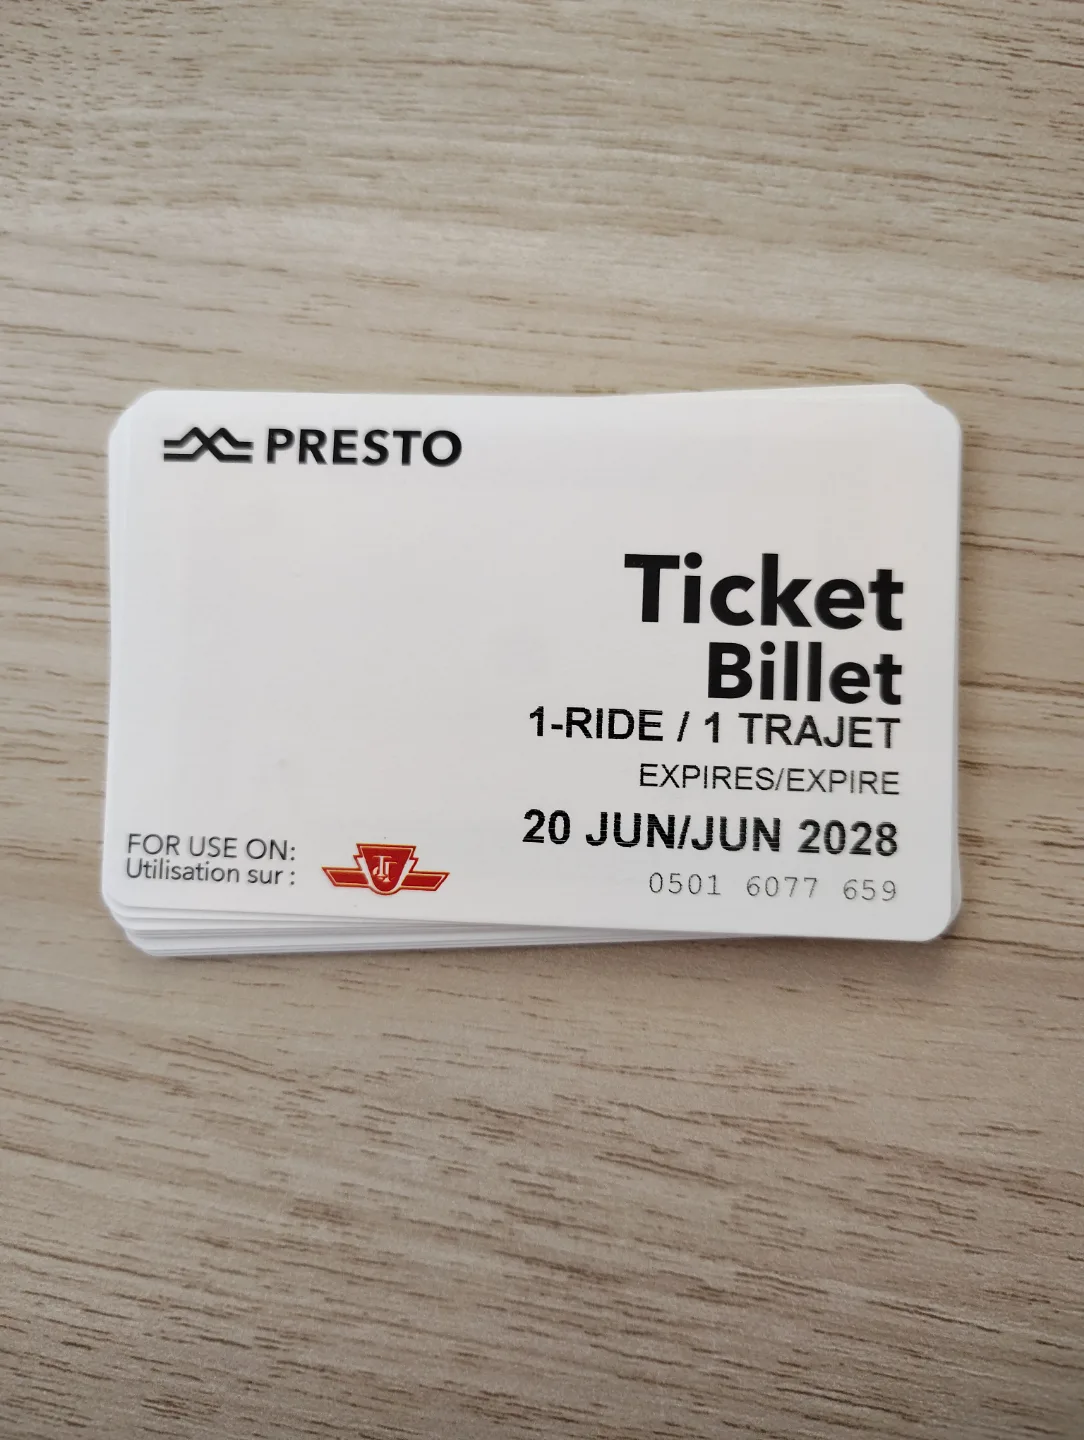 PRESTO
Ticket
Billet
1-RIDE / 1 TRAJET
EXPIRES/EXPIRE
20 JUN/JUN 2028
0501 6077 659
FOR USE ON:
Utilisation sur :
TTC